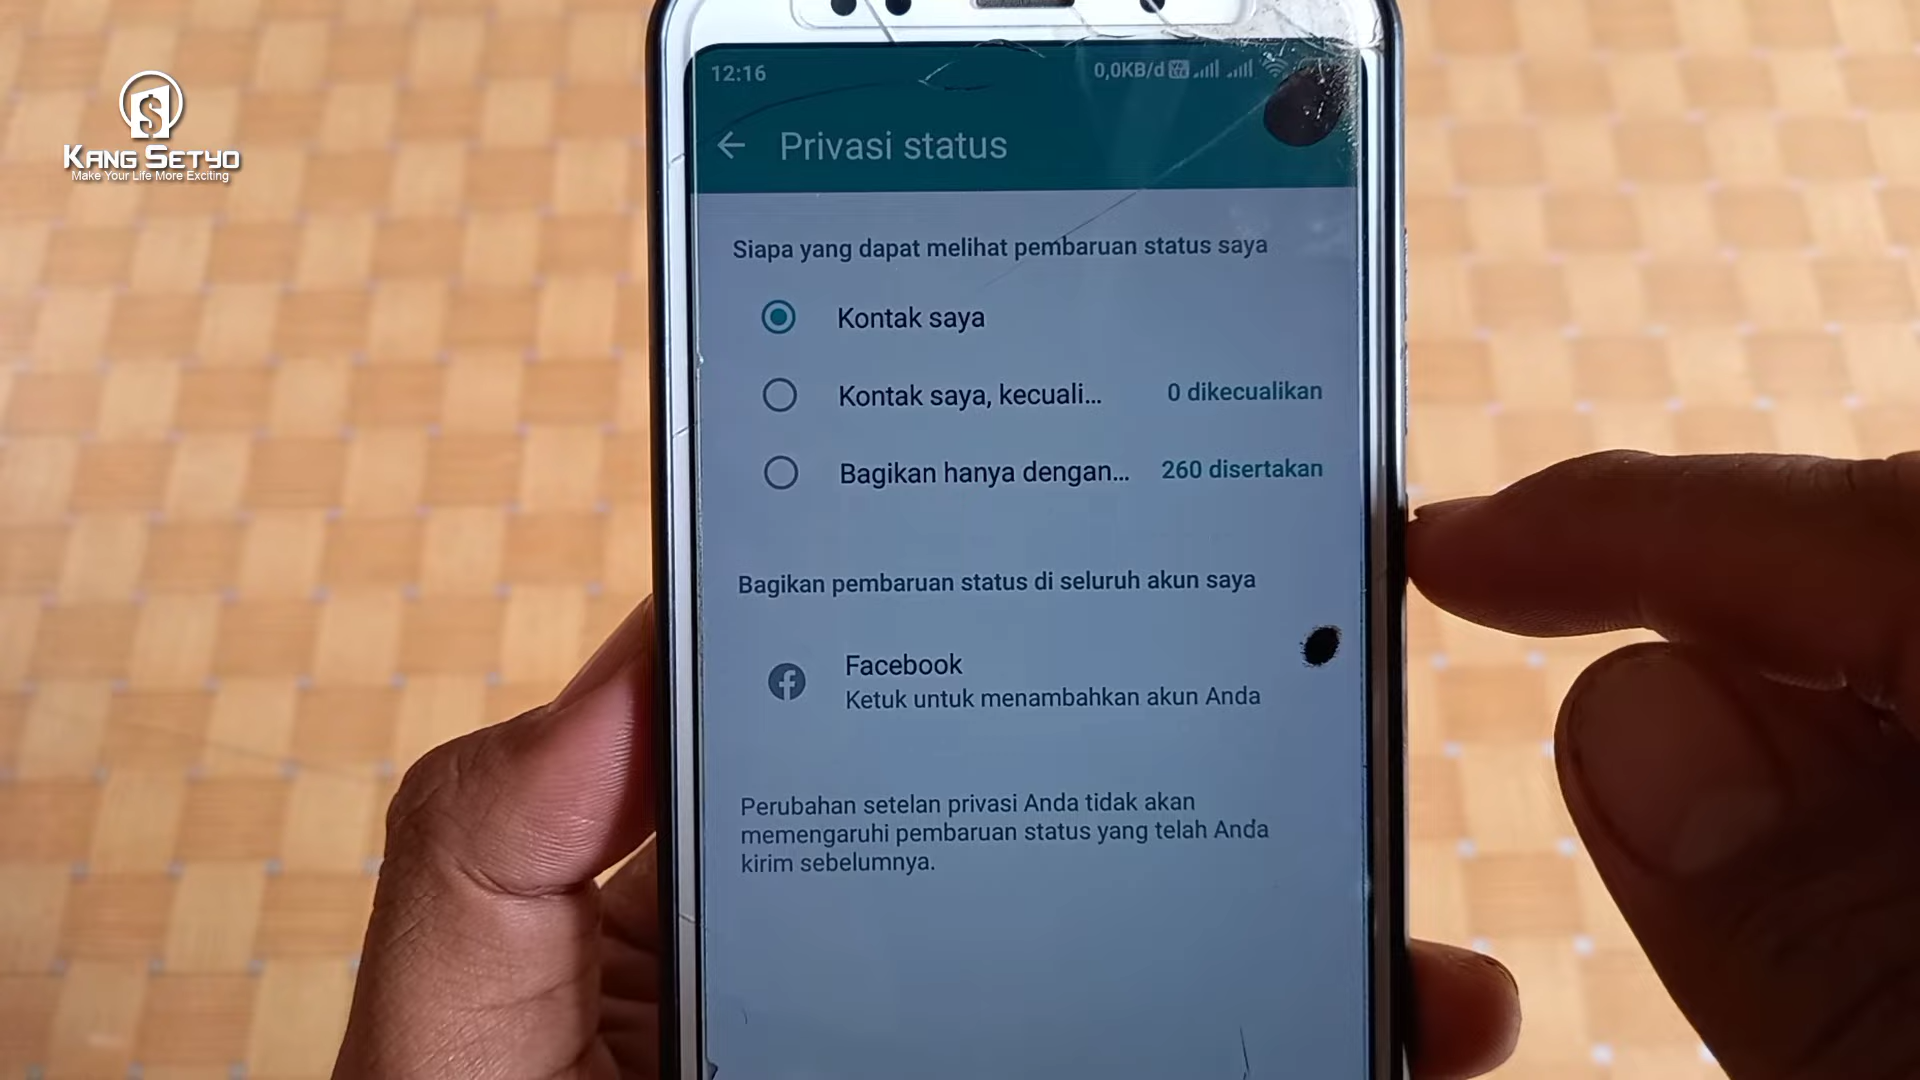 KANG SETYO
Make Your Life More Exciting
12:16
0,0KB/d
Privasi status
Siapa yang dapat melihat pembaruan status saya
Kontak saya
Kontak saya, kecuali... 0 dikecualikan
Bagikan hanya dengan... 260 disertakan
Bagikan pembaruan status di seluruh akun saya
Facebook
Ketuk untuk menambahkan akun Anda
Perubahan setelan privasi Anda tidak akan
memengaruhi pembaruan status yang telah Anda
kirim sebelumnya.